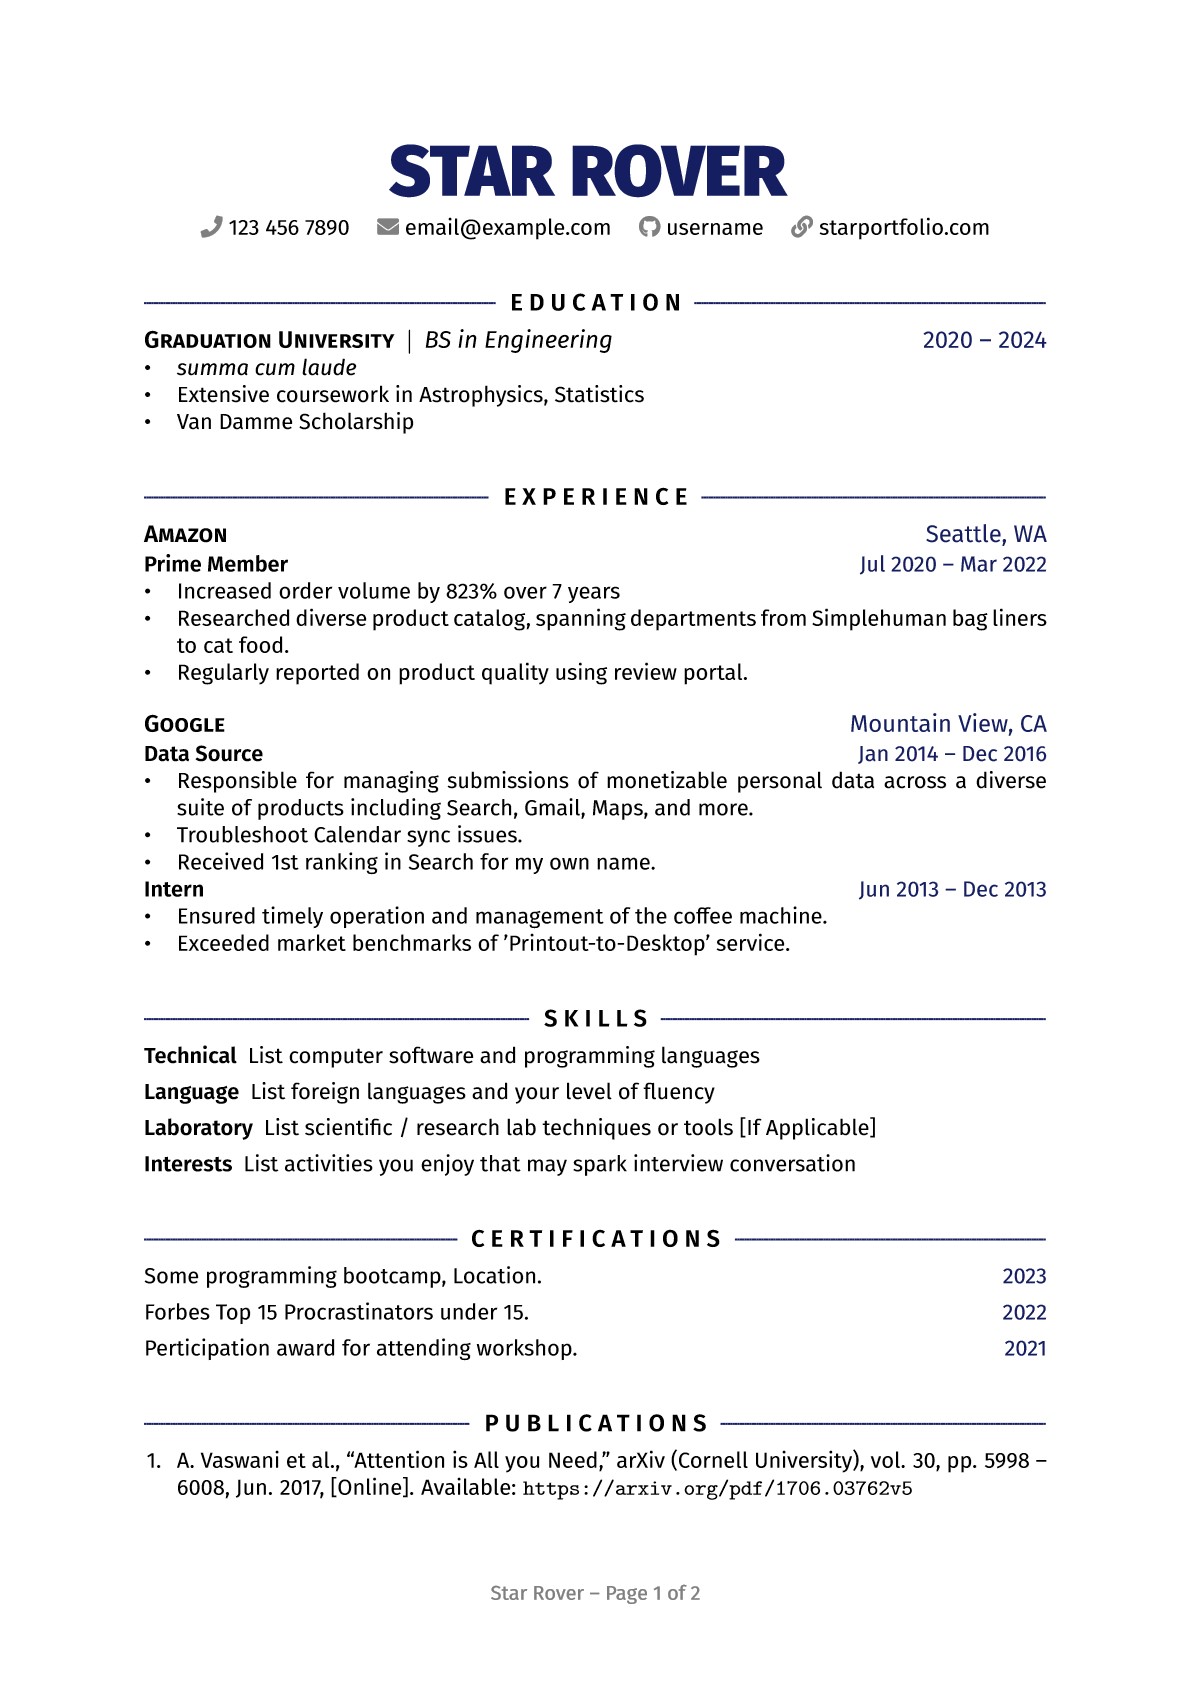 STAR ROVER
123 456 7890 email@example.com username starportfolio.com
EDUCATION
GRADUATION UNIVERSITY | BS in Engineering 2020 – 2024
• summa cum laude
• Extensive coursework in Astrophysics, Statistics
• Van Damme Scholarship
EXPERIENCE
AMAZON Seattle, WA
Prime Member Jul 2020 – Mar 2022
• Increased order volume by 823% over 7 years
• Researched diverse product catalog, spanning departments from Simplehuman bag liners
to cat food.
• Regularly reported on product quality using review portal.
GOOGLE Mountain View, CA
Data Source Jan 2014 – Dec 2016
• Responsible for managing submissions of monetizable personal data across a diverse
suite of products including Search, Gmail, Maps, and more.
• Troubleshoot Calendar sync issues.
• Received 1st ranking in Search for my own name.
Intern Jun 2013 – Dec 2013
• Ensured timely operation and management of the coffee machine.
• Exceeded market benchmarks of ’Printout-to-Desktop’ service.
SKILLS
Technical List computer software and programming languages
Language List foreign languages and your level of fluency
Laboratory List scientific / research lab techniques or tools [If Applicable]
Interests List activities you enjoy that may spark interview conversation
CERTIFICATIONS
Some programming bootcamp, Location. 2023
Forbes Top 15 Procrastinators under 15. 2022
Perticipation award for attending workshop. 2021
PUBLICATIONS
1. A. Vaswani et al., “Attention is All you Need,” arXiv (Cornell University), vol. 30, pp. 5998 –
6008, Jun. 2017, [Online]. Available: https://arxiv.org/pdf/1706.03762v5
Star Rover – Page 1 of 2